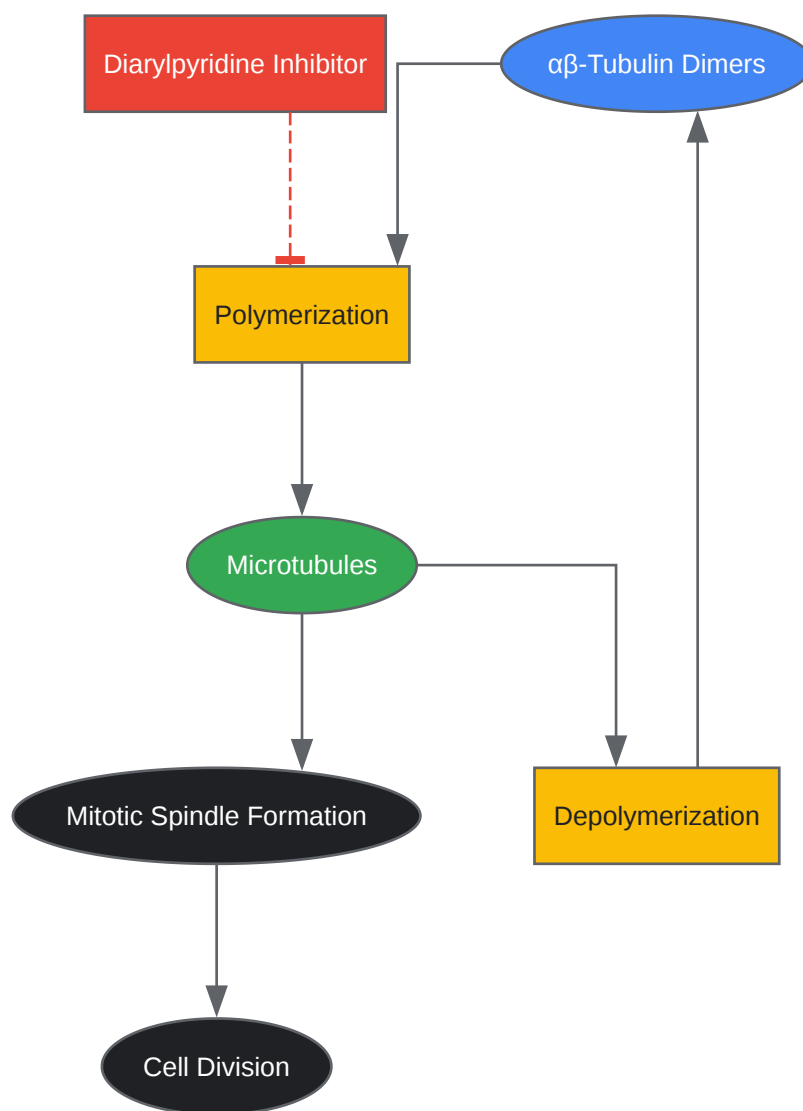 Diarylpyridine Inhibitor
αβ-Tubulin Dimers
Polymerization
Microtubules
Mitotic Spindle Formation
Depolymerization
Cell Division